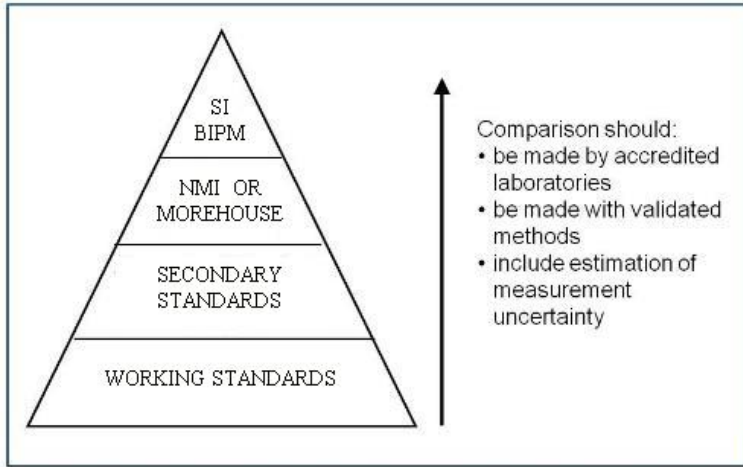 SI
BIPM
NMI OR
MOREHOUSE
SECONDARY
STANDARDS
WORKING STANDARDS
Comparison should:
• be made by accredited
laboratories
• be made with validated
methods
• include estimation of
measurement
uncertainty